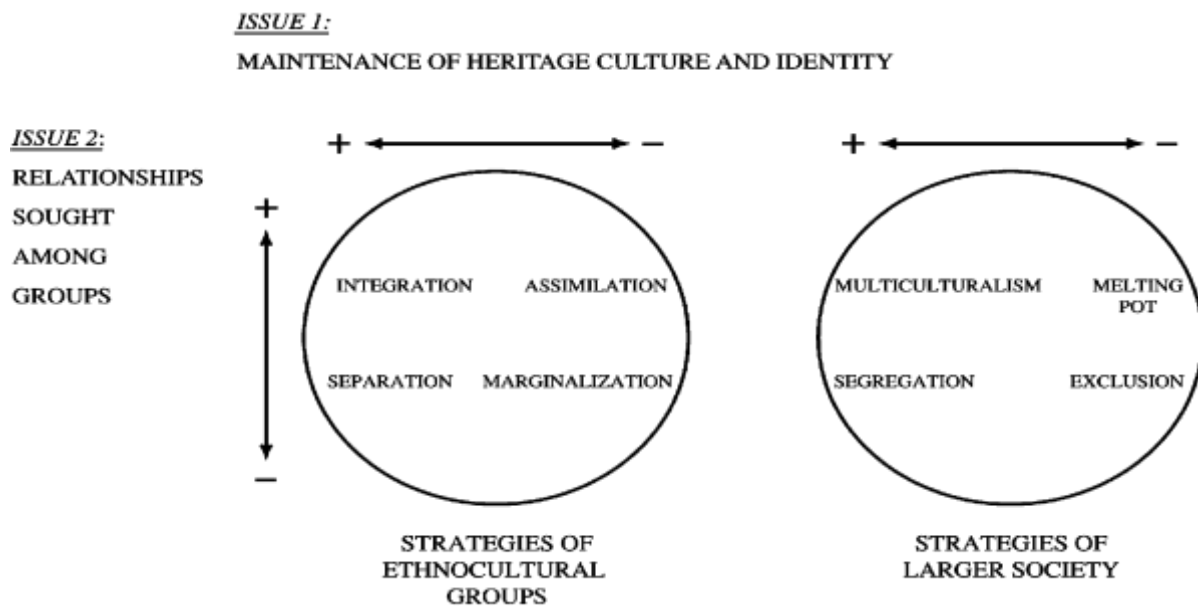 ISSUE 1:
MAINTENANCE OF HERITAGE CULTURE AND IDENTITY
ISSUE 2:
RELATIONSHIPS
SOUGHT
AMONG
GROUPS
+ −
+
−
INTEGRATION ASSIMILATION
SEPARATION MARGINALIZATION
STRATEGIES OF
ETHNOCULTURAL
GROUPS
+ −
MULTICULTURALISM MELTING
POT
SEGREGATION EXCLUSION
STRATEGIES OF
LARGER SOCIETY